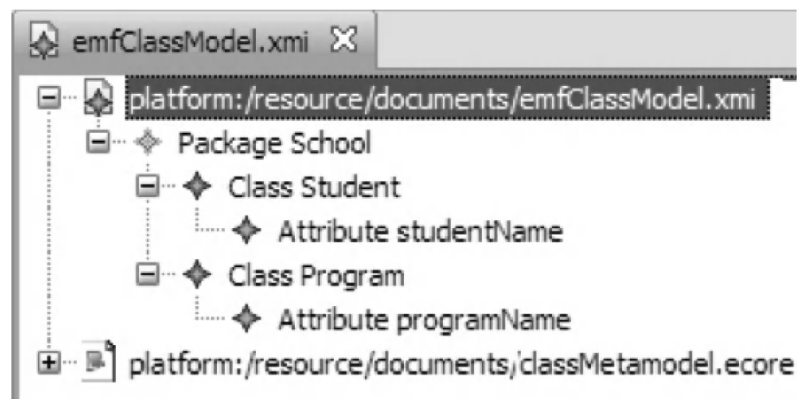 emfClassModel.xmi
platform:/resource/documents/emfClassModel.xmi
Package School
Class Student
Attribute studentName
Class Program
Attribute programName
platform:/resource/documents/classMetamodel.ecore